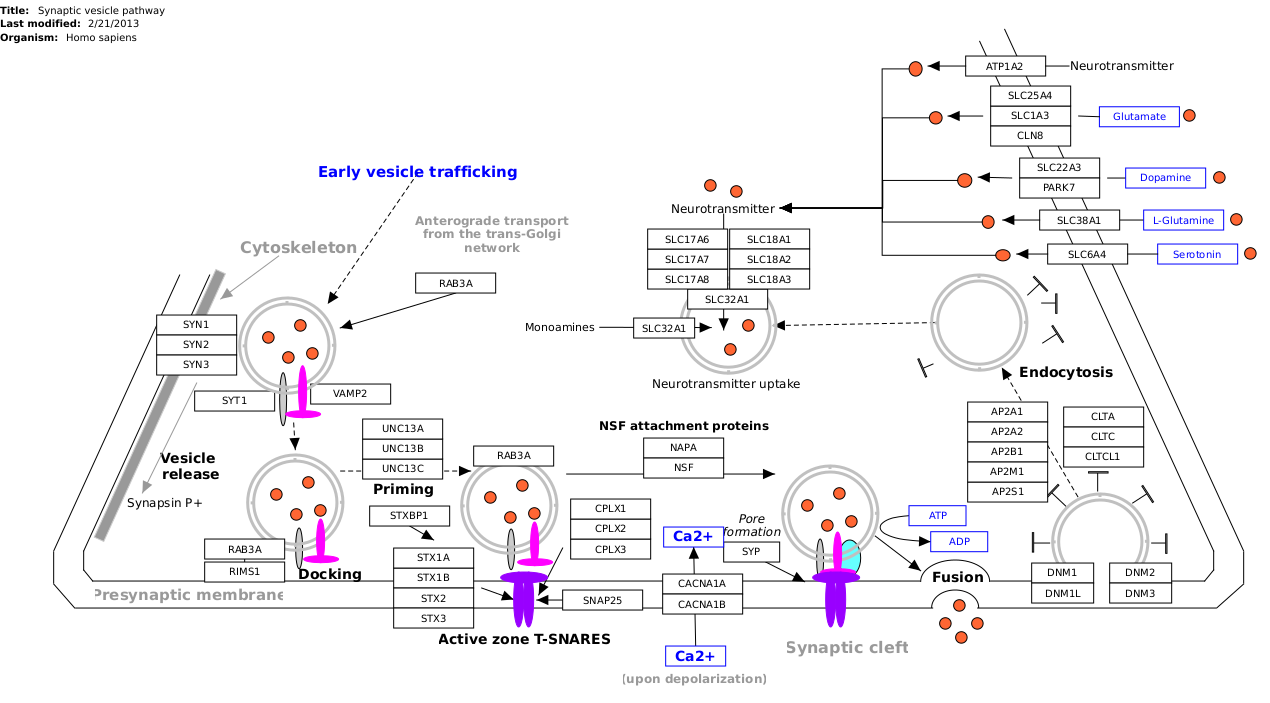 Title: Synaptic vesicle pathway
Last modified: 2/21/2013
Organism: Homo sapiens
ATP1A2
Neurotransmitter
SLC25A4
SLC1A3
CLN8
Glutamate
SLC22A3
PARK7
Dopamine
SLC38A1
L-Glutamine
SLC6A4
Serotonin
Early vesicle trafficking
Anterograde transport
from the trans-Golgi
network
Cytoskeleton
RAB3A
Neurotransmitter
SLC17A6
SLC18A1
SLC17A7
SLC18A2
SLC17A8
SLC18A3
SLC32A1
Monoamines
SLC32A1
Neurotransmitter uptake
SYN1
SYN2
SYN3
SYT1
VAMP2
Endocytosis
AP2A1
AP2A2
AP2B1
AP2M1
AP2S1
CLTA
CLTC
CLTCL1
UNC13A
UNC13B
UNC13C
Priming
RAB3A
NSF attachment proteins
NAPA
NSF
Vesicle
release
Synapsin P+
STXBP1
CPLX1
CPLX2
CPLX3
Ca2+
Pore
formation
SYP
ATP
ADP
RAB3A
RIMS1
Docking
STX1A
STX1B
STX2
STX3
SNAP25
CACNA1A
CACNA1B
Fusion
DNM1
DNM1L
DNM2
DNM3
Presynaptic membrane
Active zone T-SNARES
Synaptic cleft
Ca2+
(upon depolarization)